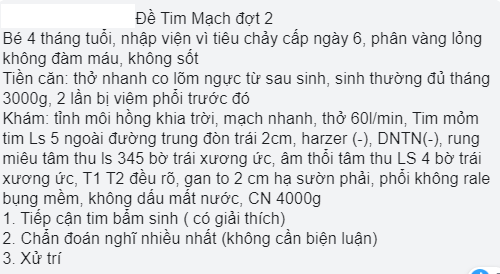 Đề Tim Mạch đợt 2
Bé 4 tháng tuổi, nhập viện vì tiêu chảy cấp ngày 6, phân vàng lỏng
không đàm máu, không sốt
Tiền căn: thở nhanh co lõm ngực từ sau sinh, sinh thường đủ tháng
3000g, 2 lần bị viêm phổi trước đó
Khám: tỉnh môi hồng khia trời, mạch nhanh, thở 60l/min, Tim mỏm
tim Ls 5 ngoài đường trung đòn trái 2cm, harzer (-), DNTN(-), rung
miêu tâm thu ls 345 bờ trái xương ức, âm thổi tâm thu LS 4 bờ trái
xương ức, T1 T2 đều rõ, gan to 2 cm hạ sườn phải, phổi không rale
bụng mềm, không dấu mất nước, CN 4000g
1. Tiếp cận tim bẩm sinh ( có giải thích)
2. Chẩn đoán nghĩ nhiều nhất (không cần biện luận)
3. Xử trí